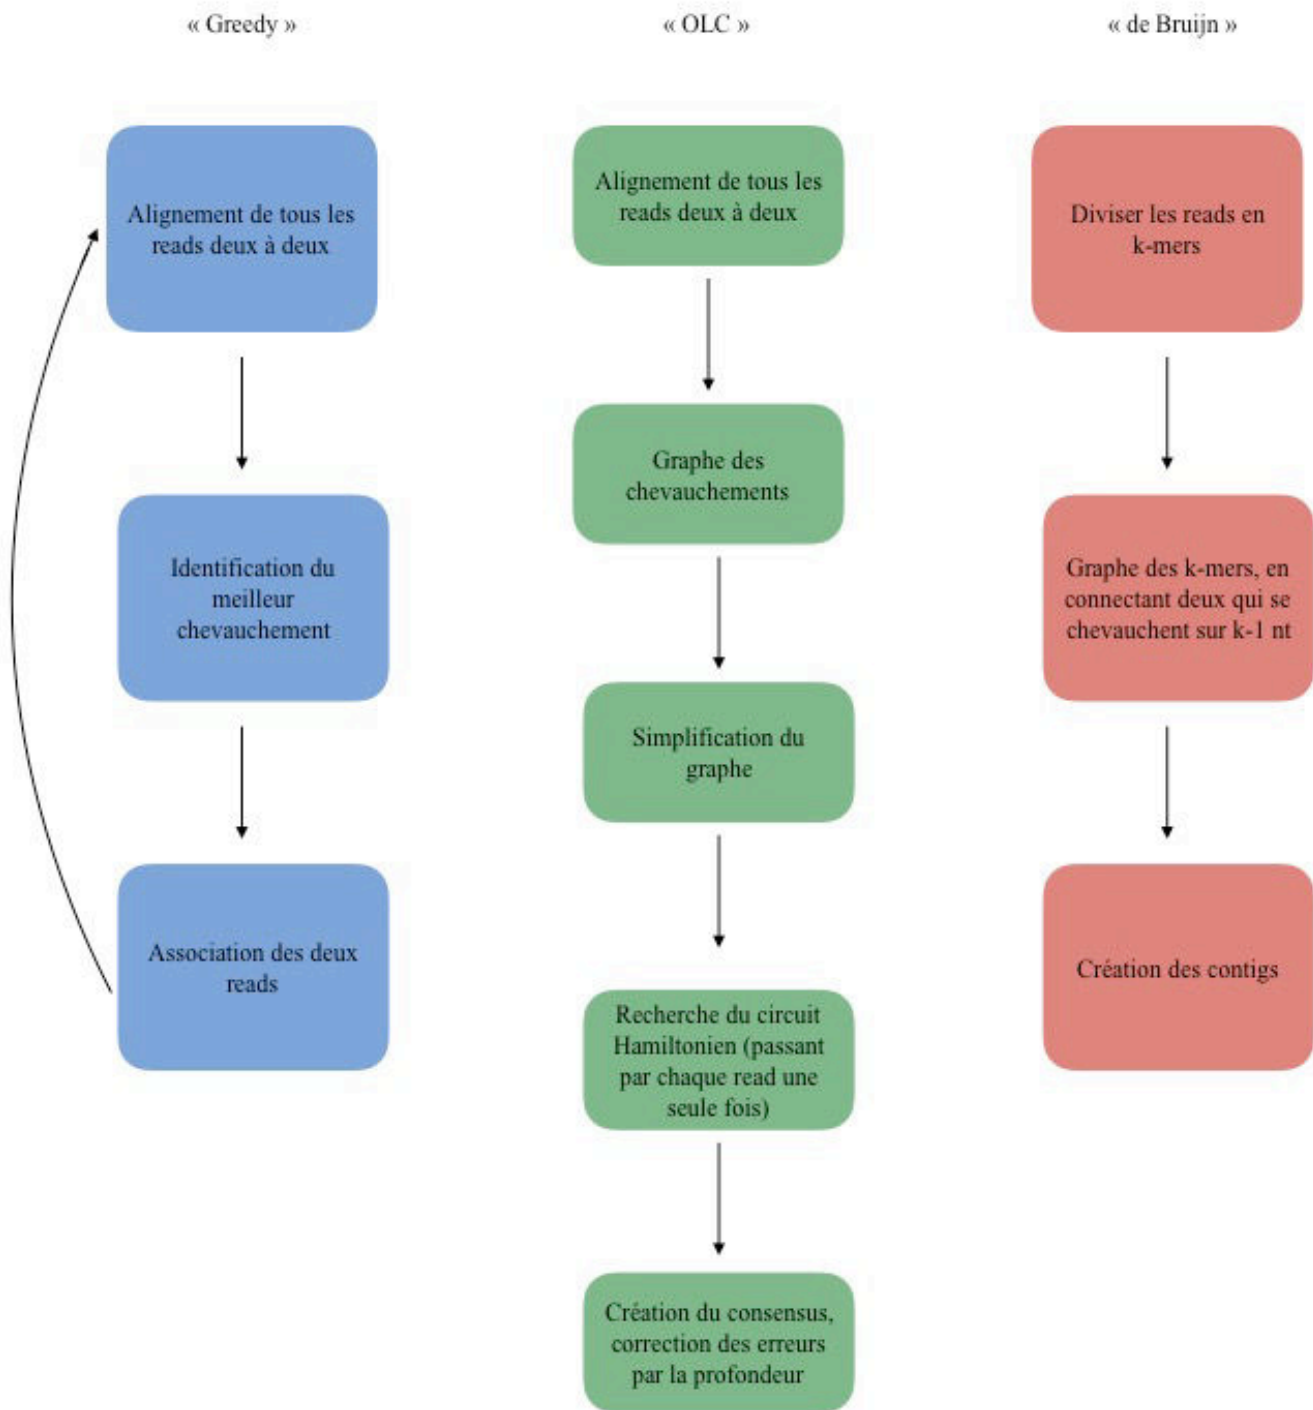 « Greedy »
Alignement de tous les
reads deux à deux
Identification du
meilleur
chevauchement
Association des deux
reads
« OLC »
Alignement de tous les
reads deux à deux
Graphe des
chevauchements
Simplification du
graphe
Recherche du circuit
Hamiltonien (passant
par chaque read une
seule fois)
Création du consensus,
correction des erreurs
par la profondeur
« de Bruijn »
Diviser les reads en
k-mers
Graphe des k-mers, en
connectant deux qui se
chevauchent sur k-1 nt
Création des contigs